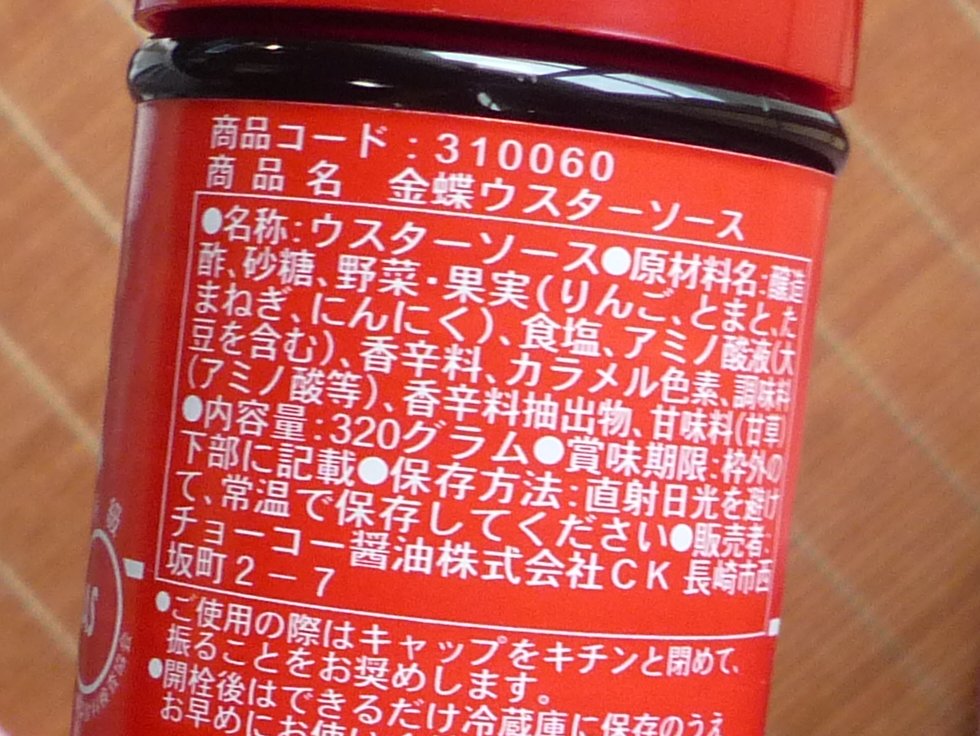 商品コード：310060
商品名　金蝶ウスターソース
●名称：ウスターソース●原材料名：醸造
酢、砂糖、野菜・果実（りんご、とまと、た
まねぎ、にんにく）、食塩、アミノ酸液（大
豆を含む）、香辛料、カラメル色素、調味料
（アミノ酸等）、香辛料抽出物、甘味料（甘草）
●内容量：320グラム●賞味期限：枠外の
下部に記載●保存方法：直射日光を避け
て、常温で保存してください●販売者：
チョーコー醤油株式会社CK 長崎市西
坂町2－7
●ご使用の際はキャップをキチンと閉めて、
振ることをお奨めします。
●開栓後はできるだけ冷蔵庫に保存のうえ
お早めにお使い